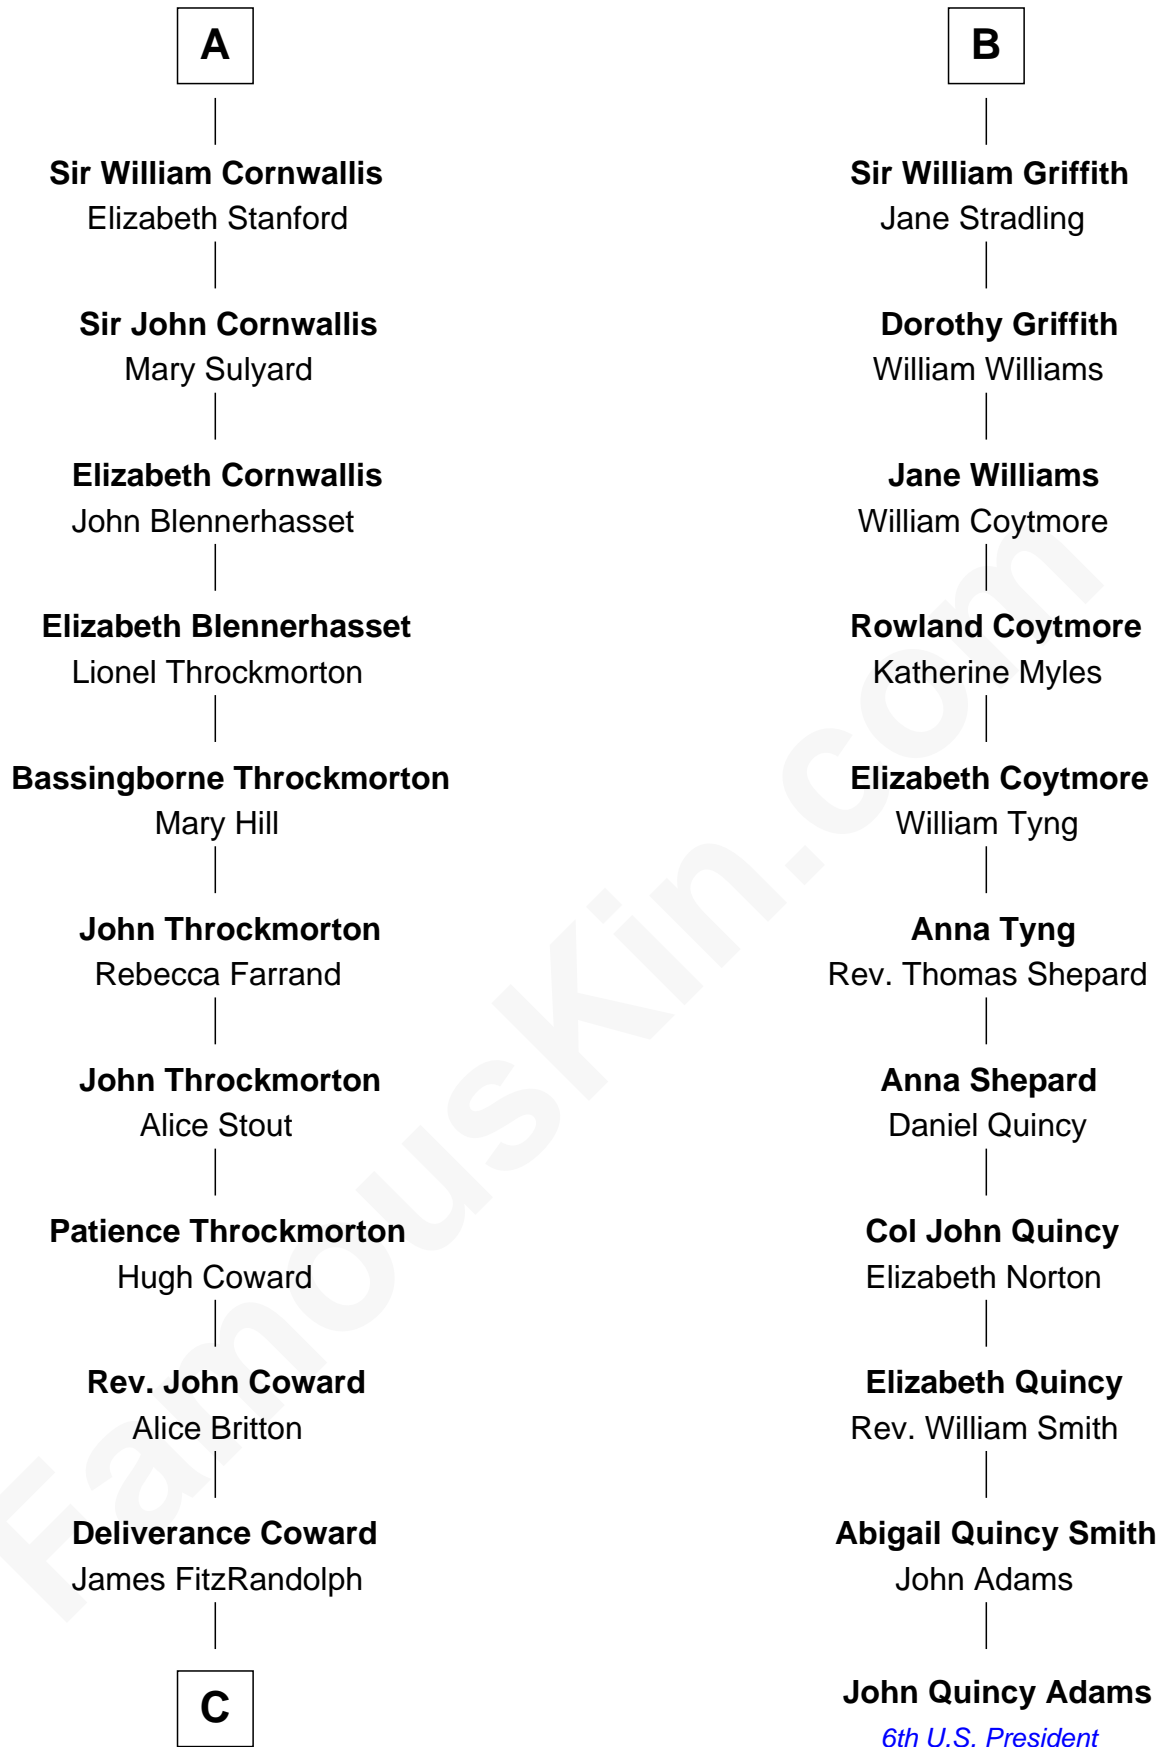 A
Sir William Cornwallis
Elizabeth Stanford
Sir John Cornwallis
Mary Sulyard
Elizabeth Cornwallis
John Blennerhasset
Elizabeth Blennerhasset
Lionel Throckmorton
Bassingborne Throckmorton
Mary Hill
John Throckmorton
Rebecca Farrand
John Throckmorton
Alice Stout
Patience Throckmorton
Hugh Coward
Rev. John Coward
Alice Britton
Deliverance Coward
James FitzRandolph
C
B
Sir William Griffith
Jane Stradling
Dorothy Griffith
William Williams
Jane Williams
William Coytmore
Rowland Coytmore
Katherine Myles
Elizabeth Coytmore
William Tyng
Anna Tyng
Rev. Thomas Shepard
Anna Shepard
Daniel Quincy
Col John Quincy
Elizabeth Norton
Elizabeth Quincy
Rev. William Smith
Abigail Quincy Smith
John Adams
John Quincy Adams
6th U.S. President
FamousKin.com